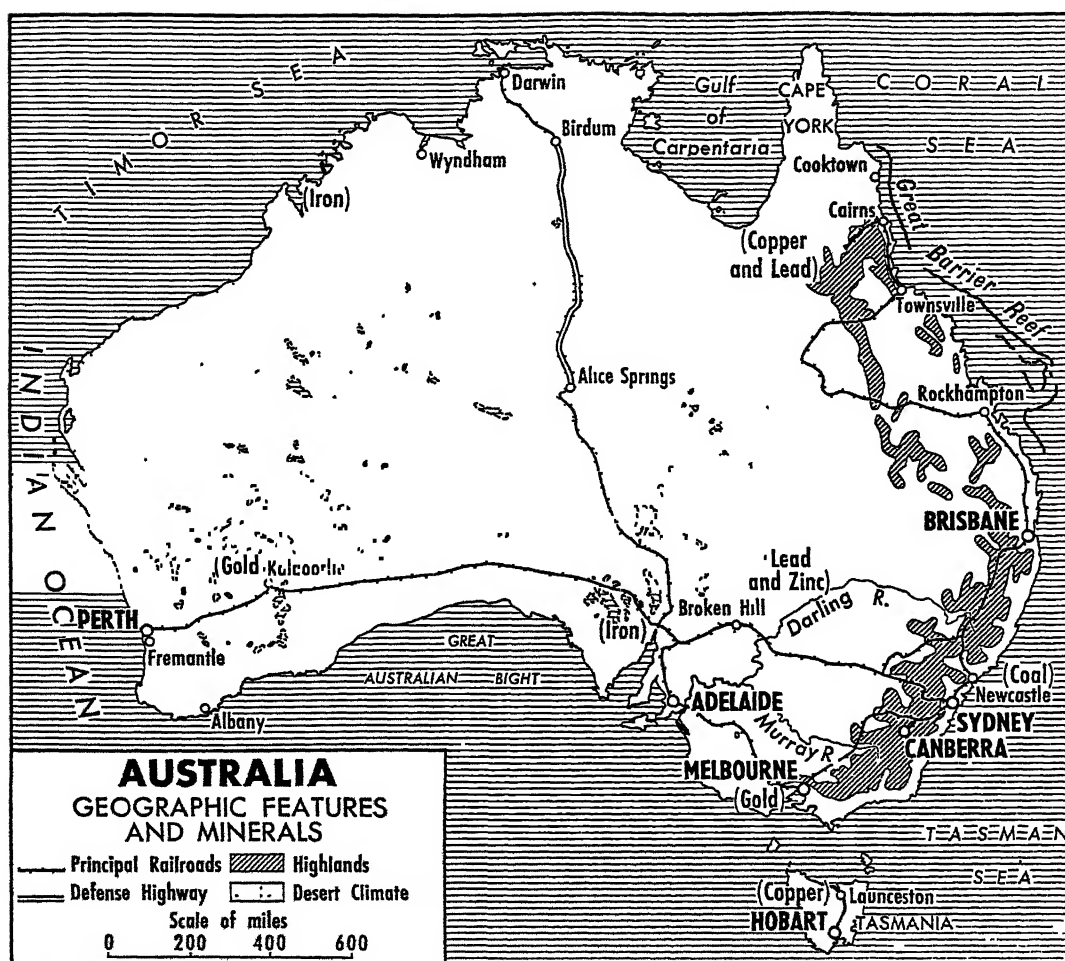 TIMOR SEA
Darwin
Gulf
of
Carpentaria
CAPE
YORK
CORAL
SEA
Birdum
Wyndham
(Iron)
Cooktown
Great
Barrier Reef
Cairns
(Copper
and Lead)
Townsville
INDIAN OCEAN
Alice Springs
Rockhampton
BRISBANE
(Gold
Lead
and Zinc)
Broken Hill
Darling R.
(Iron)
PERTH
Fremantle
Albany
GREAT
AUSTRALIAN BIGHT
ADELAIDE
Murray R.
(Coal)
Newcastle
SYDNEY
CANBERRA
MELBOURNE
(Gold)
TASMAN
SEA
(Copper)
Launceston
HOBART
TASMANIA
AUSTRALIA
GEOGRAPHIC FEATURES
AND MINERALS
Principal Railroads
Highlands
Defense Highway
Desert Climate
Scale of miles
0 200 400 600